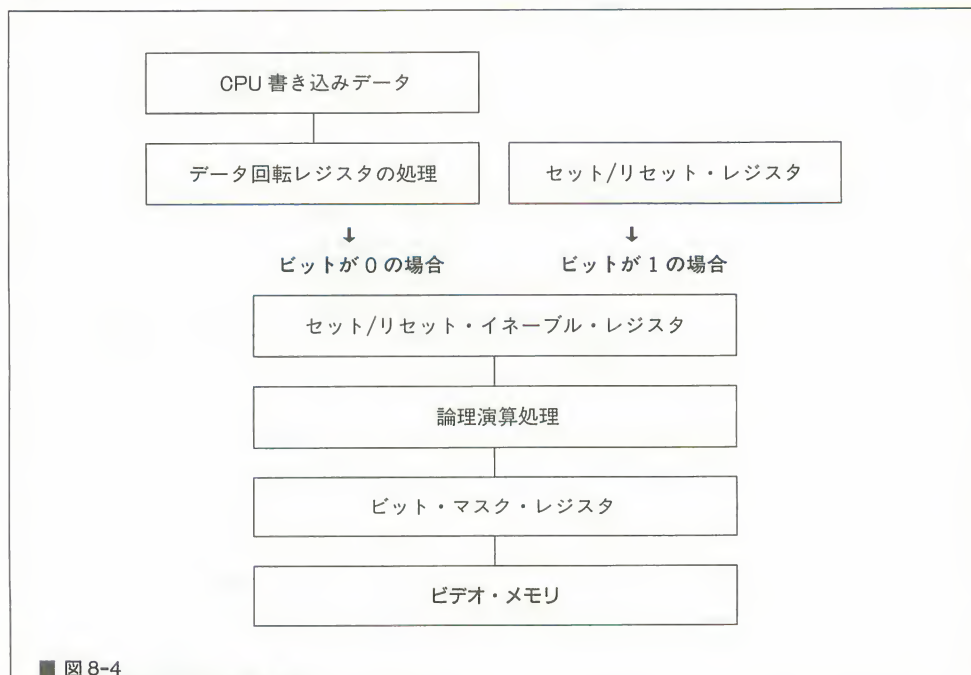 CPU 書き込みデータ
データ回転レジスタの処理
セット/リセット・レジスタ
↓
↓
ビットが 0 の場合
ビットが 1 の場合
セット/リセット・イネーブル・レジスタ
論理演算処理
ビット・マスク・レジスタ
ビデオ・メモリ
■ 図 8-4